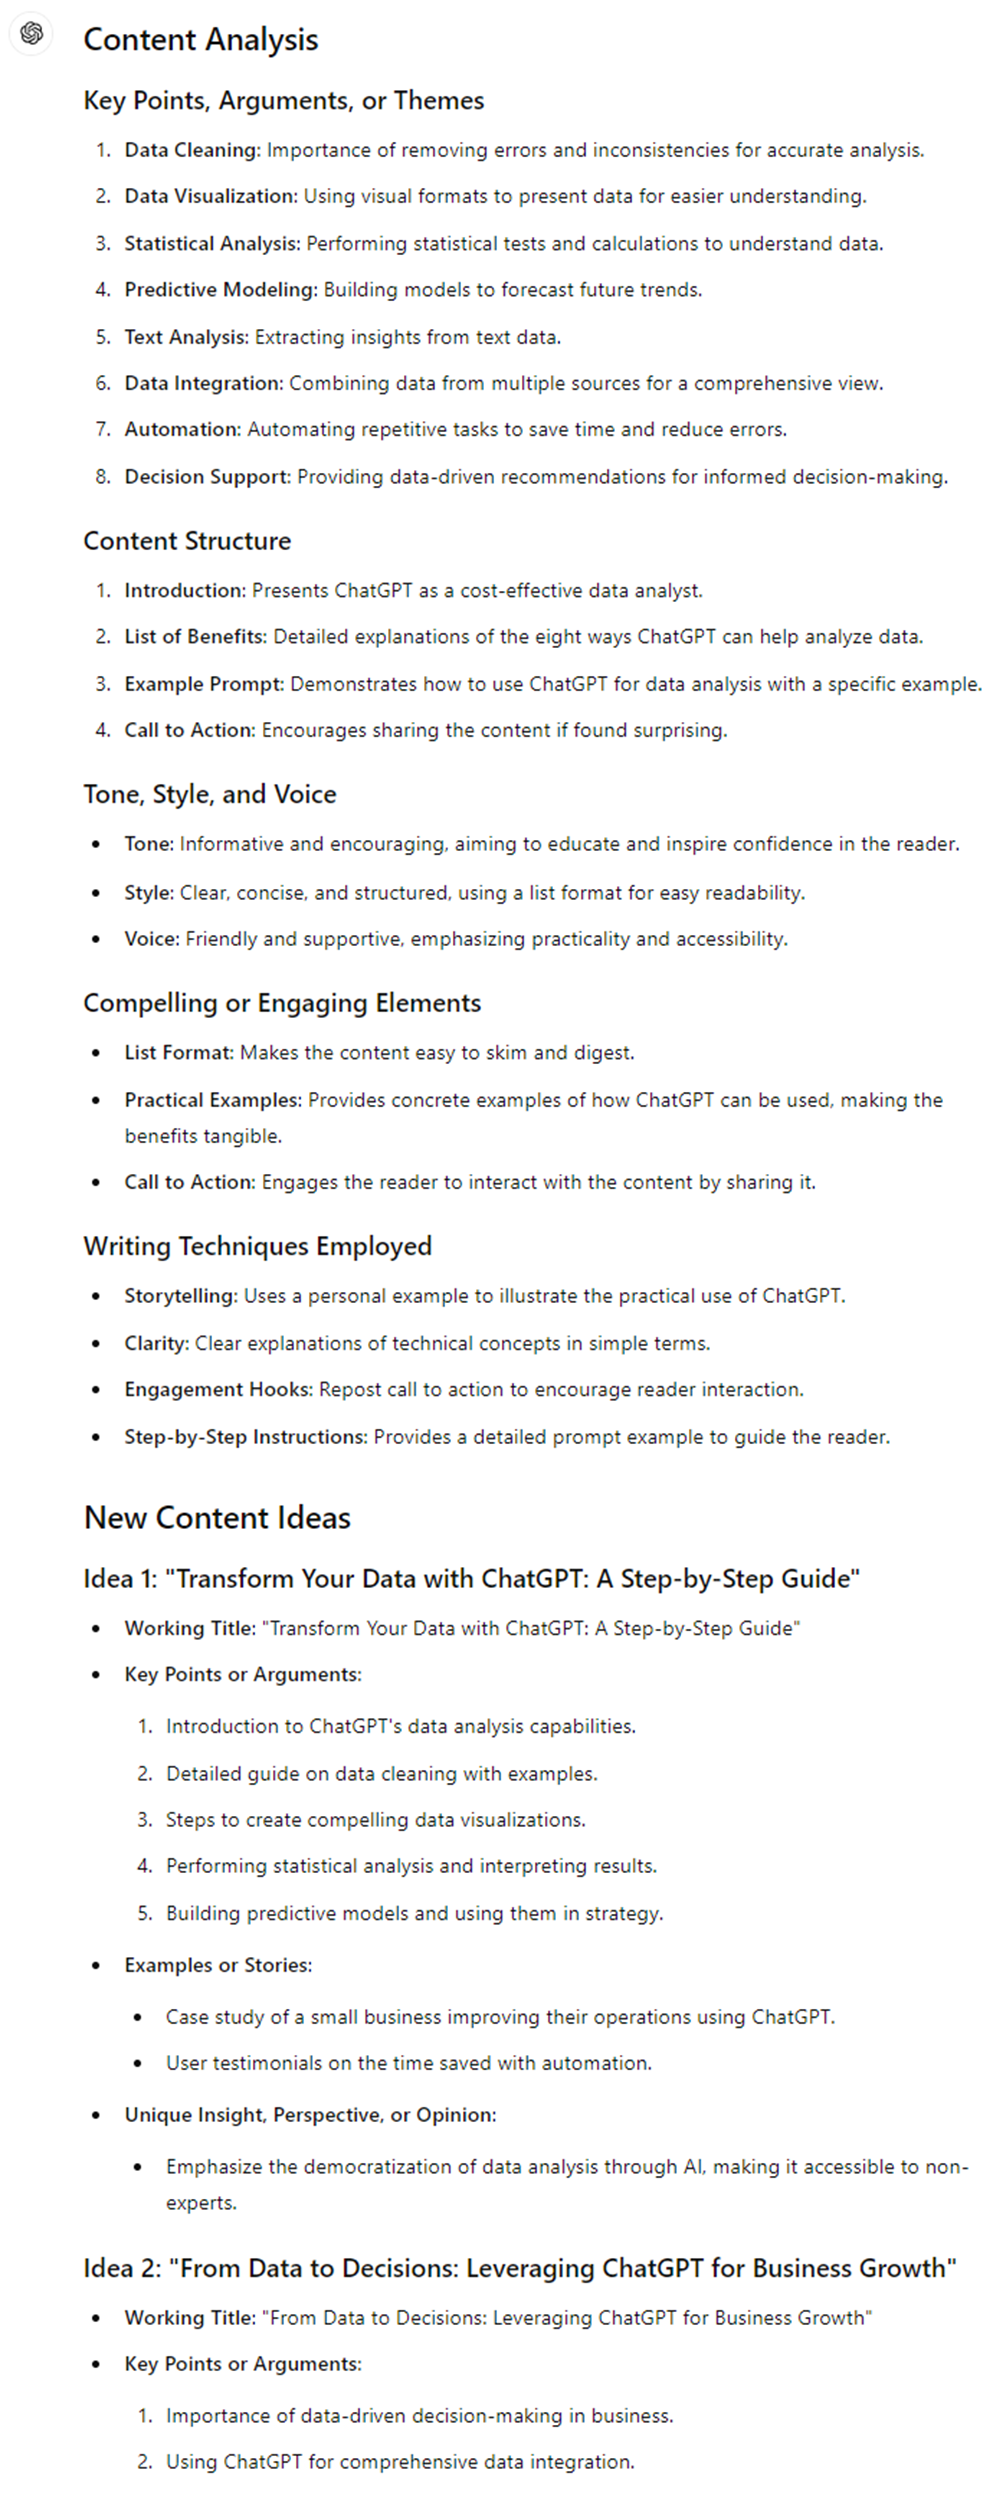 Content Analysis
Key Points, Arguments, or Themes
1. Data Cleaning: Importance of removing errors and inconsistencies for accurate analysis.
2. Data Visualization: Using visual formats to present data for easier understanding.
3. Statistical Analysis: Performing statistical tests and calculations to understand data.
4. Predictive Modeling: Building models to forecast future trends.
5. Text Analysis: Extracting insights from text data.
6. Data Integration: Combining data from multiple sources for a comprehensive view.
7. Automation: Automating repetitive tasks to save time and reduce errors.
8. Decision Support: Providing data-driven recommendations for informed decision-making.
Content Structure
1. Introduction: Presents ChatGPT as a cost-effective data analyst.
2. List of Benefits: Detailed explanations of the eight ways ChatGPT can help analyze data.
3. Example Prompt: Demonstrates how to use ChatGPT for data analysis with a specific example.
4. Call to Action: Encourages sharing the content if found surprising.
Tone, Style, and Voice
• Tone: Informative and encouraging, aiming to educate and inspire confidence in the reader.
• Style: Clear, concise, and structured, using a list format for easy readability.
• Voice: Friendly and supportive, emphasizing practicality and accessibility.
Compelling or Engaging Elements
• List Format: Makes the content easy to skim and digest.
• Practical Examples: Provides concrete examples of how ChatGPT can be used, making the
benefits tangible.
• Call to Action: Engages the reader to interact with the content by sharing it.
Writing Techniques Employed
• Storytelling: Uses a personal example to illustrate the practical use of ChatGPT.
• Clarity: Clear explanations of technical concepts in simple terms.
• Engagement Hooks: Repost call to action to encourage reader interaction.
• Step-by-Step Instructions: Provides a detailed prompt example to guide the reader.
New Content Ideas
Idea 1: "Transform Your Data with ChatGPT: A Step-by-Step Guide"
• Working Title: "Transform Your Data with ChatGPT: A Step-by-Step Guide"
• Key Points or Arguments:
1. Introduction to ChatGPT's data analysis capabilities.
2. Detailed guide on data cleaning with examples.
3. Steps to create compelling data visualizations.
4. Performing statistical analysis and interpreting results.
5. Building predictive models and using them in strategy.
• Examples or Stories:
• Case study of a small business improving their operations using ChatGPT.
• User testimonials on the time saved with automation.
• Unique Insight, Perspective, or Opinion:
• Emphasize the democratization of data analysis through AI, making it accessible to non-
experts.
Idea 2: "From Data to Decisions: Leveraging ChatGPT for Business Growth"
• Working Title: "From Data to Decisions: Leveraging ChatGPT for Business Growth"
• Key Points or Arguments:
1. Importance of data-driven decision-making in business.
2. Using ChatGPT for comprehensive data integration.